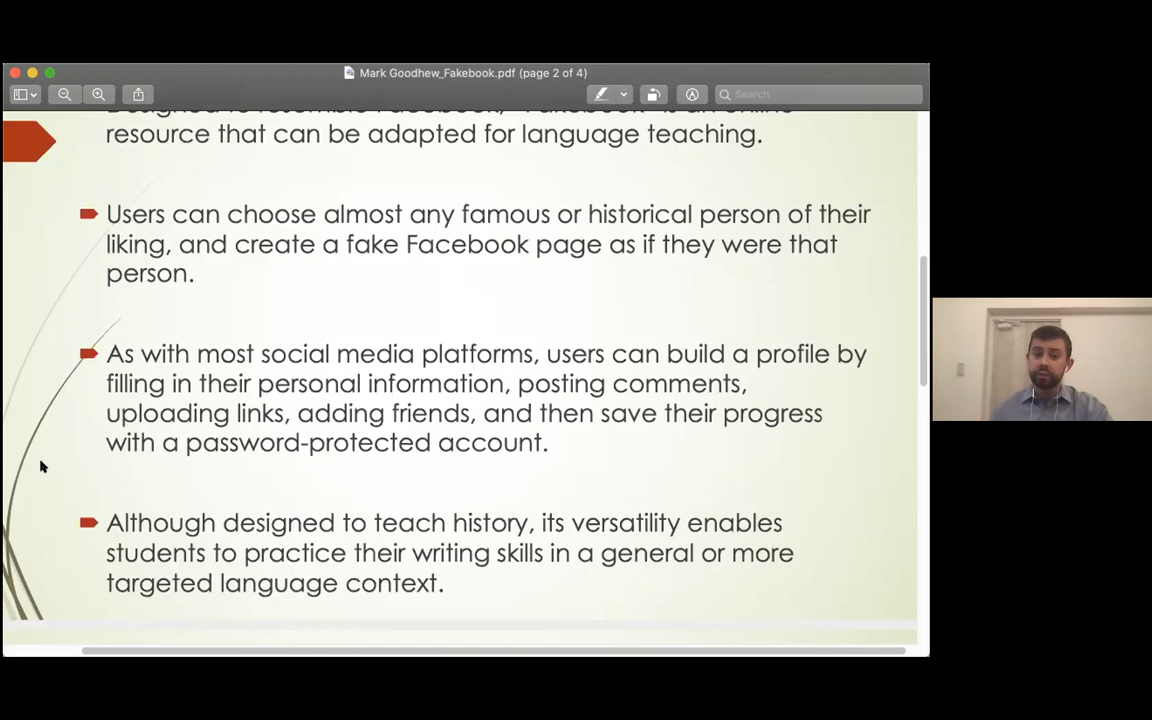 Mark Goodhew_Fakebook.pdf (page 2 of 4)
Search
resource that can be adapted for language teaching.
Users can choose almost any famous or historical person of their
liking, and create a fake Facebook page as if they were that
person.
As with most social media platforms, users can build a profile by
filling in their personal information, posting comments,
uploading links, adding friends, and then save their progress
with a password-protected account.
Although designed to teach history, its versatility enables
students to practice their writing skills in a general or more
targeted language context.